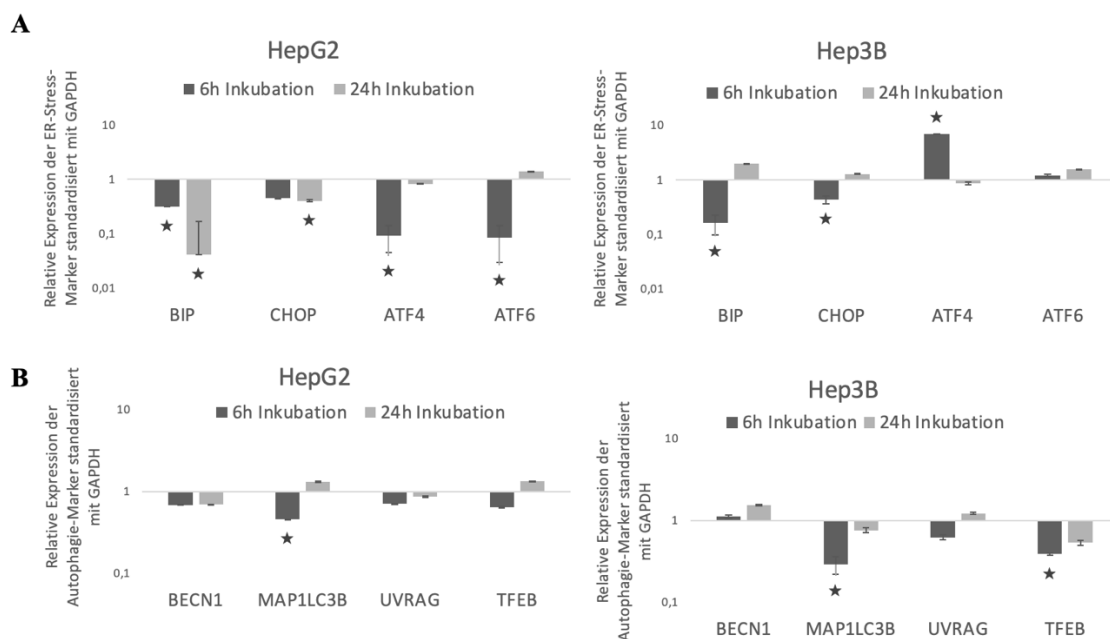 A
HepG2
6h Inkubation 24h Inkubation
Relative Expression der ER-Stress-
Marker standardisiert mit GAPDH
10
1
0,1
0,01
BIP CHOP ATF4 ATF6
Hep3B
6h Inkubation 24h Inkubation
Relative Expression der ER-Stress-
Marker standardisiert mit GAPDH
10
1
0,1
0,01
BIP CHOP ATF4 ATF6
B
HepG2
6h Inkubation 24h Inkubation
Relative Expression der
Autophagie-Marker standardisiert
mit GAPDH
10
1
0,1
BECN1 MAP1LC3B UVRAG TFEB
Hep3B
6h Inkubation 24h Inkubation
Relative Expression der
Autophagie-Marker standardisiert
mit GAPDH
10
1
0,1
BECN1 MAP1LC3B UVRAG TFEB